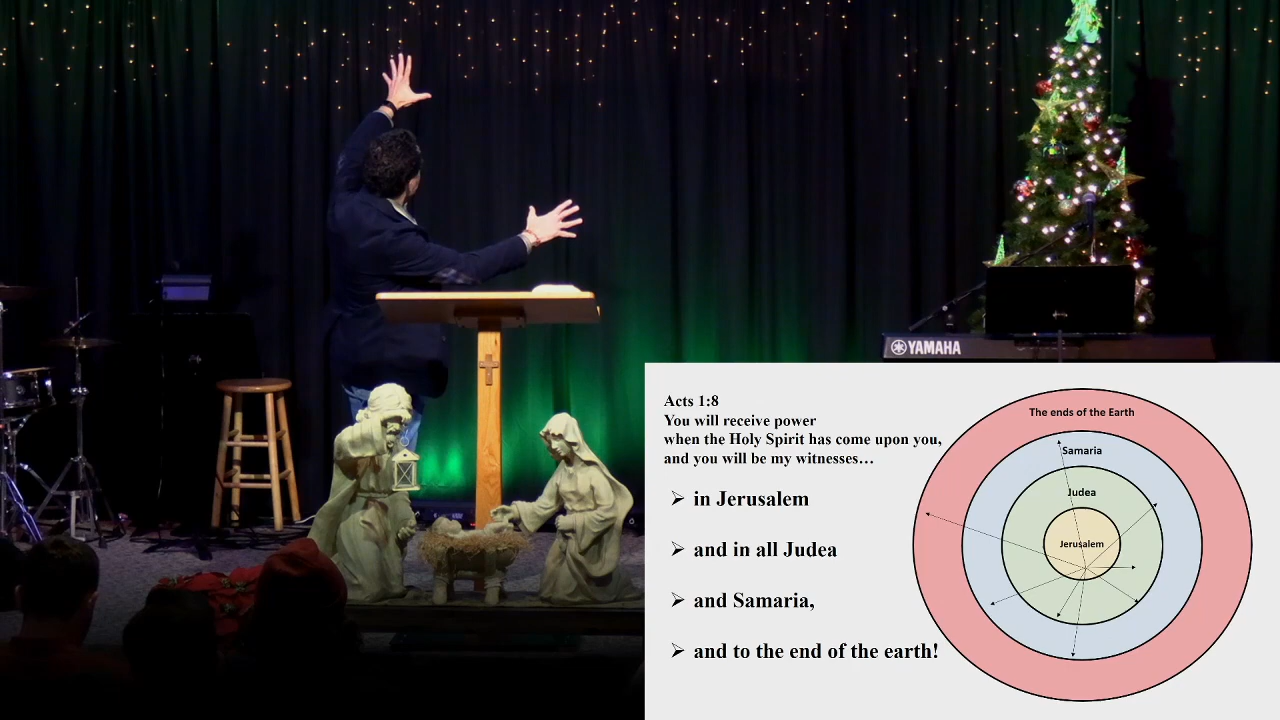 YAMAHA
Acts 1:8
You will receive power
when the Holy Spirit has come upon you,
and you will be my witnesses…
in Jerusalem
and in all Judea
and Samaria,
and to the end of the earth!
The ends of the Earth
Samaria
Judea
Jerusalem